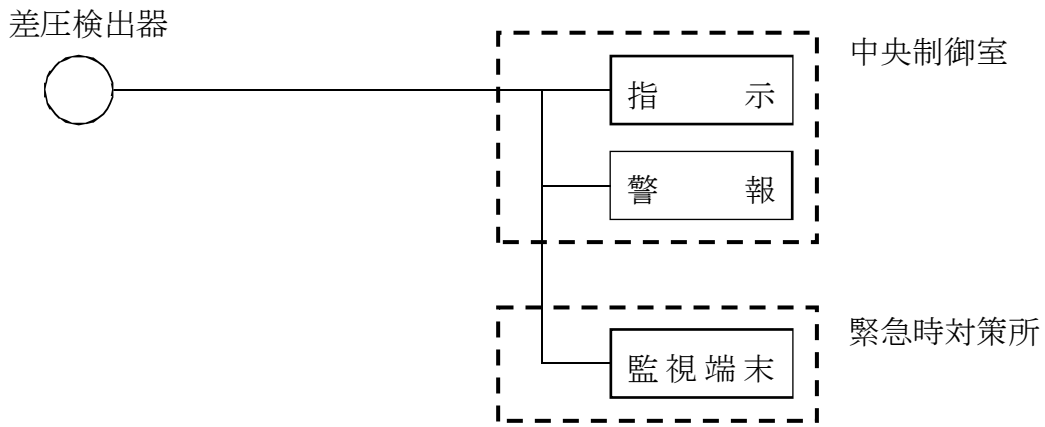 差圧検出器
中央制御室
指示
警報
緊急時対策所
監視端末